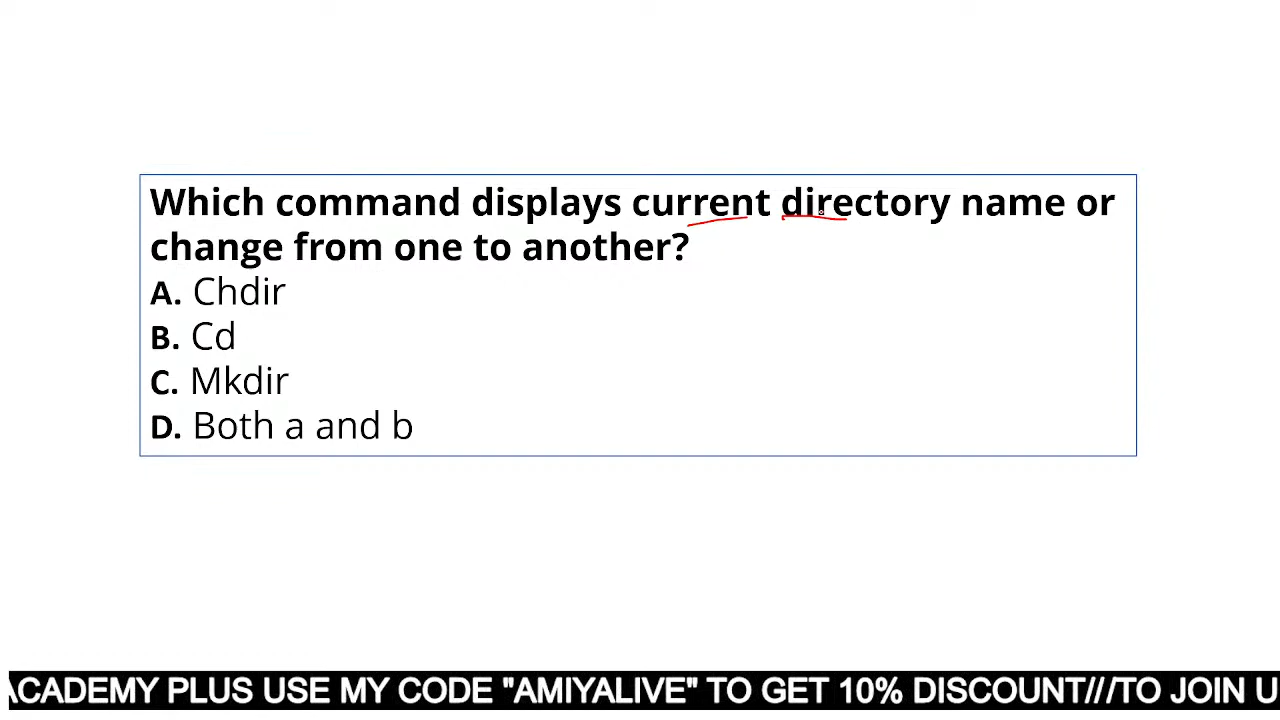 Which command displays current directory name or
change from one to another?
A. Chdir
B. Cd
C. Mkdir
D. Both a and b
ACADEMY PLUS USE MY CODE "AMIYALIVE" TO GET 10% DISCOUNT///TO JOIN U